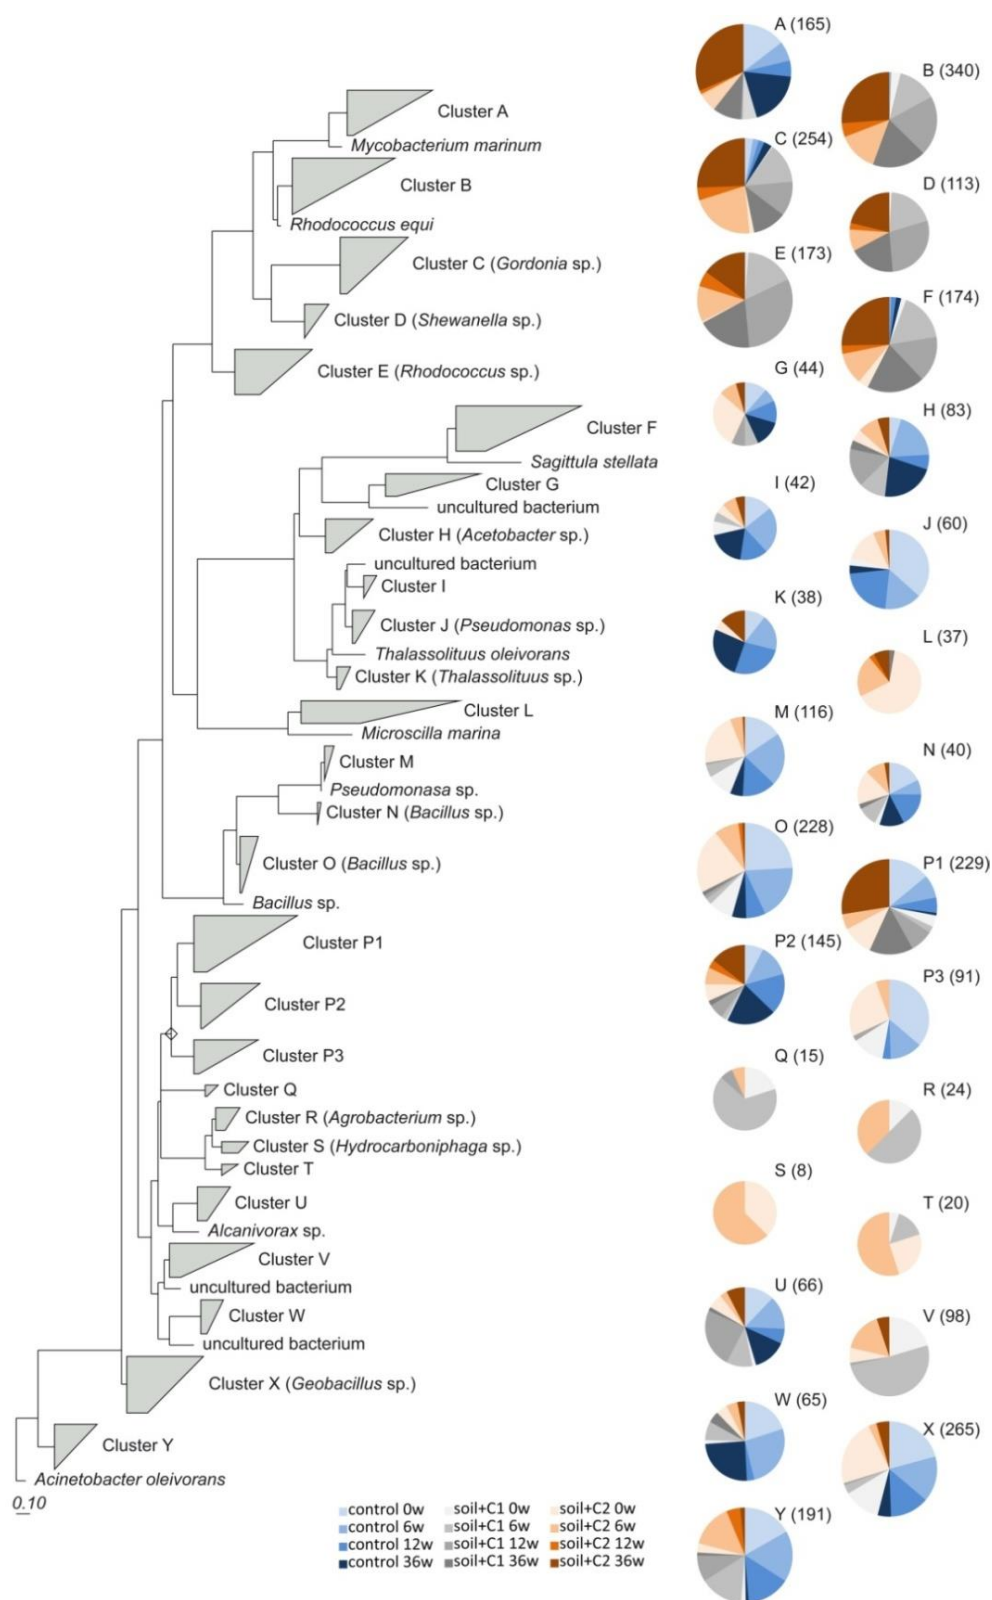 Cluster A
Mycobacterium marinum
Cluster B
Rhodococcus equi
Cluster C (Gordonia sp.)
Cluster D (Shewanella sp.)
Cluster E (Rhodococcus sp.)
Cluster F
Sagittula stellata
Cluster G
uncultured bacterium
Cluster H (Acetobacter sp.)
uncultured bacterium
Cluster I
Cluster J (Pseudomonas sp.)
Thalassolituus oleivorans
Cluster K (Thalassolituus sp.)
Cluster L
Microscilla marina
Cluster M
Pseudomonasa sp.
Cluster N (Bacillus sp.)
Cluster O (Bacillus sp.)
Bacillus sp.
Cluster P1
Cluster P2
Cluster P3
Cluster Q
Cluster R (Agrobacterium sp.)
Cluster S (Hydrocarboniphaga sp.)
Cluster T
Cluster U
Alcanivorax sp.
Cluster V
uncultured bacterium
Cluster W
uncultured bacterium
Cluster X (Geobacillus sp.)
Cluster Y
Acinetobacter oleivorans
0.10
A (165)
B (340)
C (254)
D (113)
E (173)
F (174)
G (44)
H (83)
I (42)
J (60)
K (38)
L (37)
M (116)
N (40)
O (228)
P1 (229)
P2 (145)
P3 (91)
Q (15)
R (24)
S (8)
T (20)
U (66)
V (98)
W (65)
X (265)
Y (191)
control 0w soil+C1 0w soil+C2 0w
control 6w soil+C1 6w soil+C2 6w
control 12w soil+C1 12w soil+C2 12w
control 36w soil+C1 36w soil+C2 36w